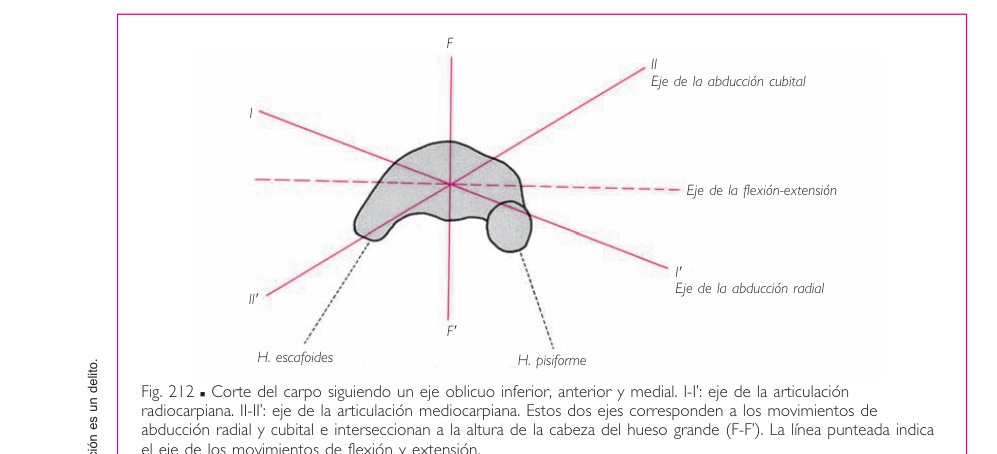 F
II
Eje de la abducción cubital
I
Eje de la flexión-extensión
I′
Eje de la abducción radial
II′
F′
H. escafoides
H. pisiforme
ción es un delito.
Fig. 212 ▪ Corte del carpo siguiendo un eje oblicuo inferior, anterior y medial. I-I′: eje de la articulación
radiocarpiana. II-II′: eje de la articulación mediocarpiana. Estos dos ejes corresponden a los movimientos de
abducción radial y cubital e interseccionan a la altura de la cabeza del hueso grande (F-F′). La línea punteada indica
el eje de los movimientos de flexión y extensión.